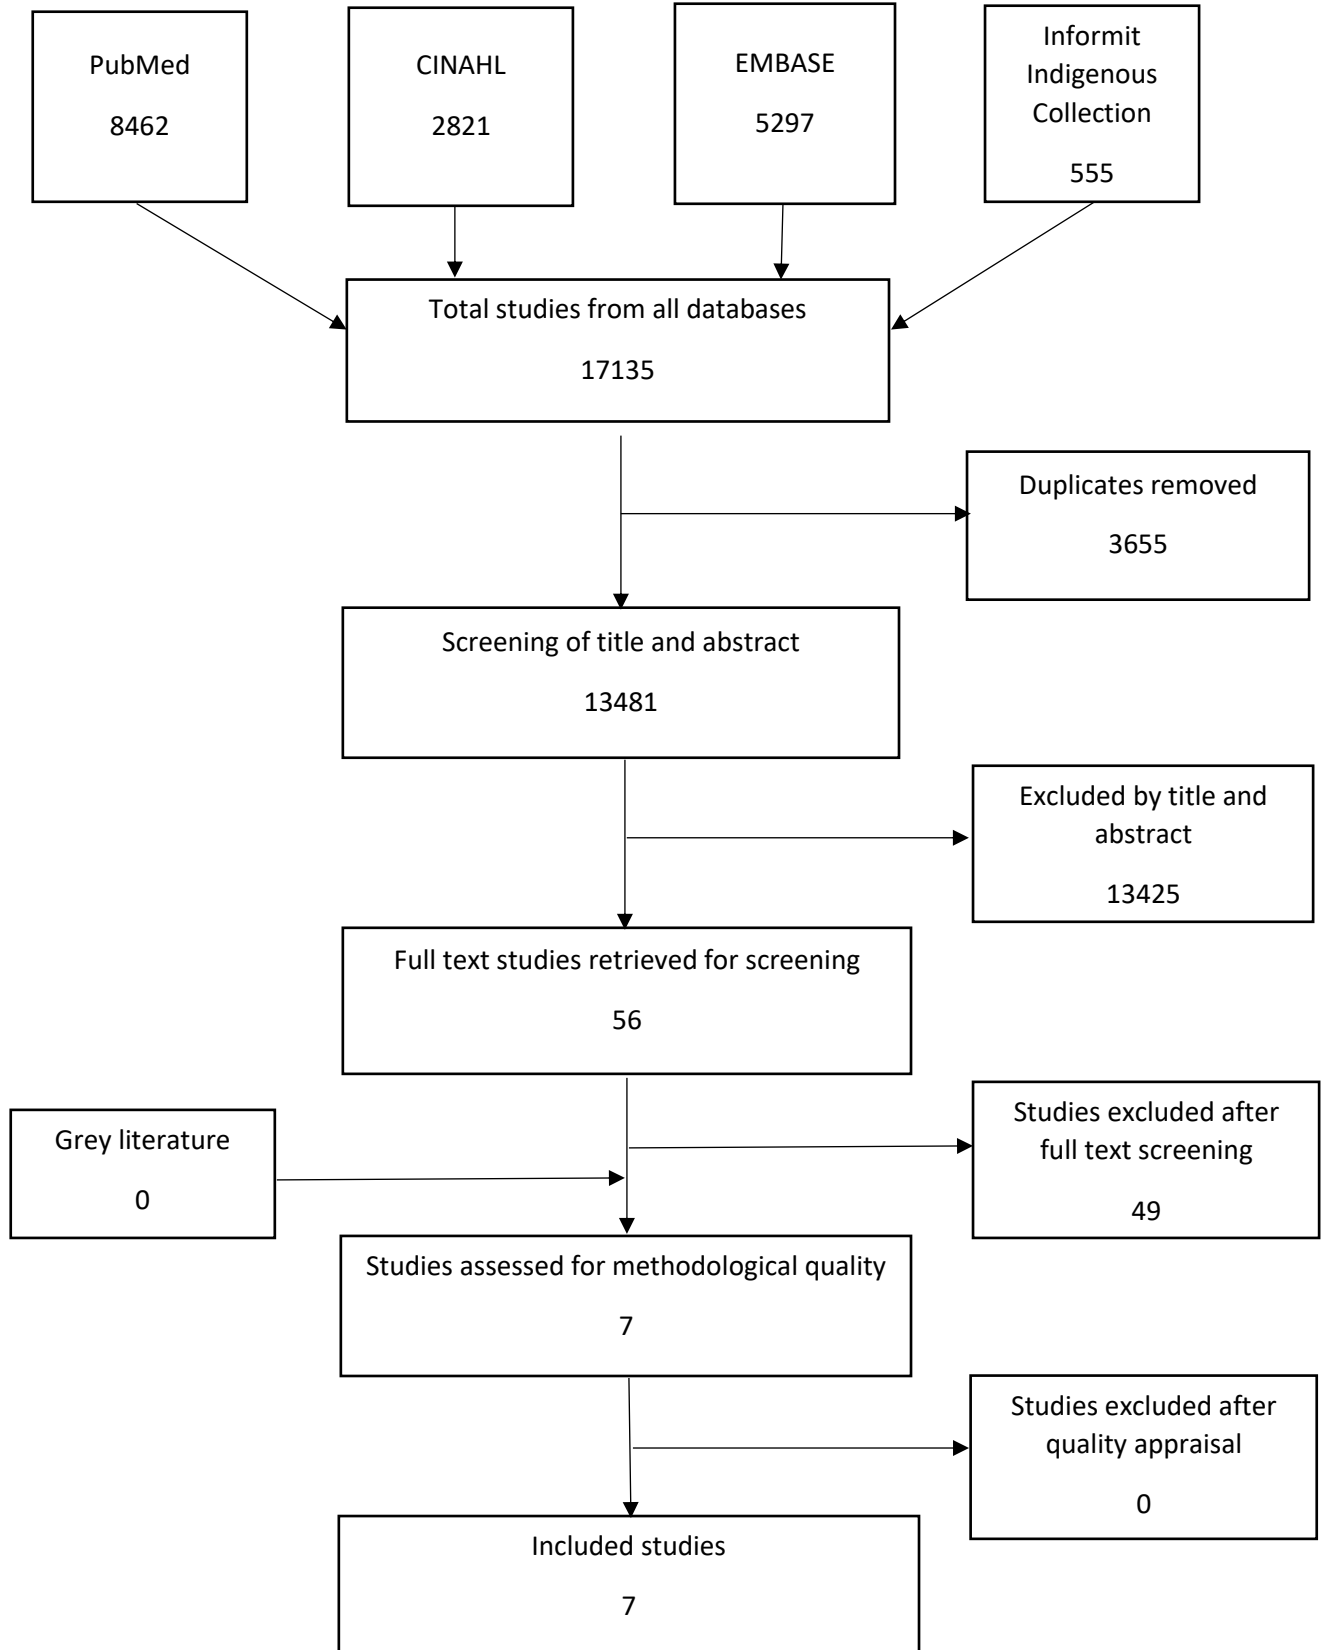 PubMed
8462
CINAHL
2821
EMBASE
5297
Informit
Indigenous
Collection
555
Total studies from all databases
17135
Duplicates removed
3655
Screening of title and abstract
13481
Excluded by title and
abstract
13425
Full text studies retrieved for screening
56
Grey literature
0
Studies excluded after
full text screening
49
Studies assessed for methodological quality
7
Studies excluded after
quality appraisal
0
Included studies
7